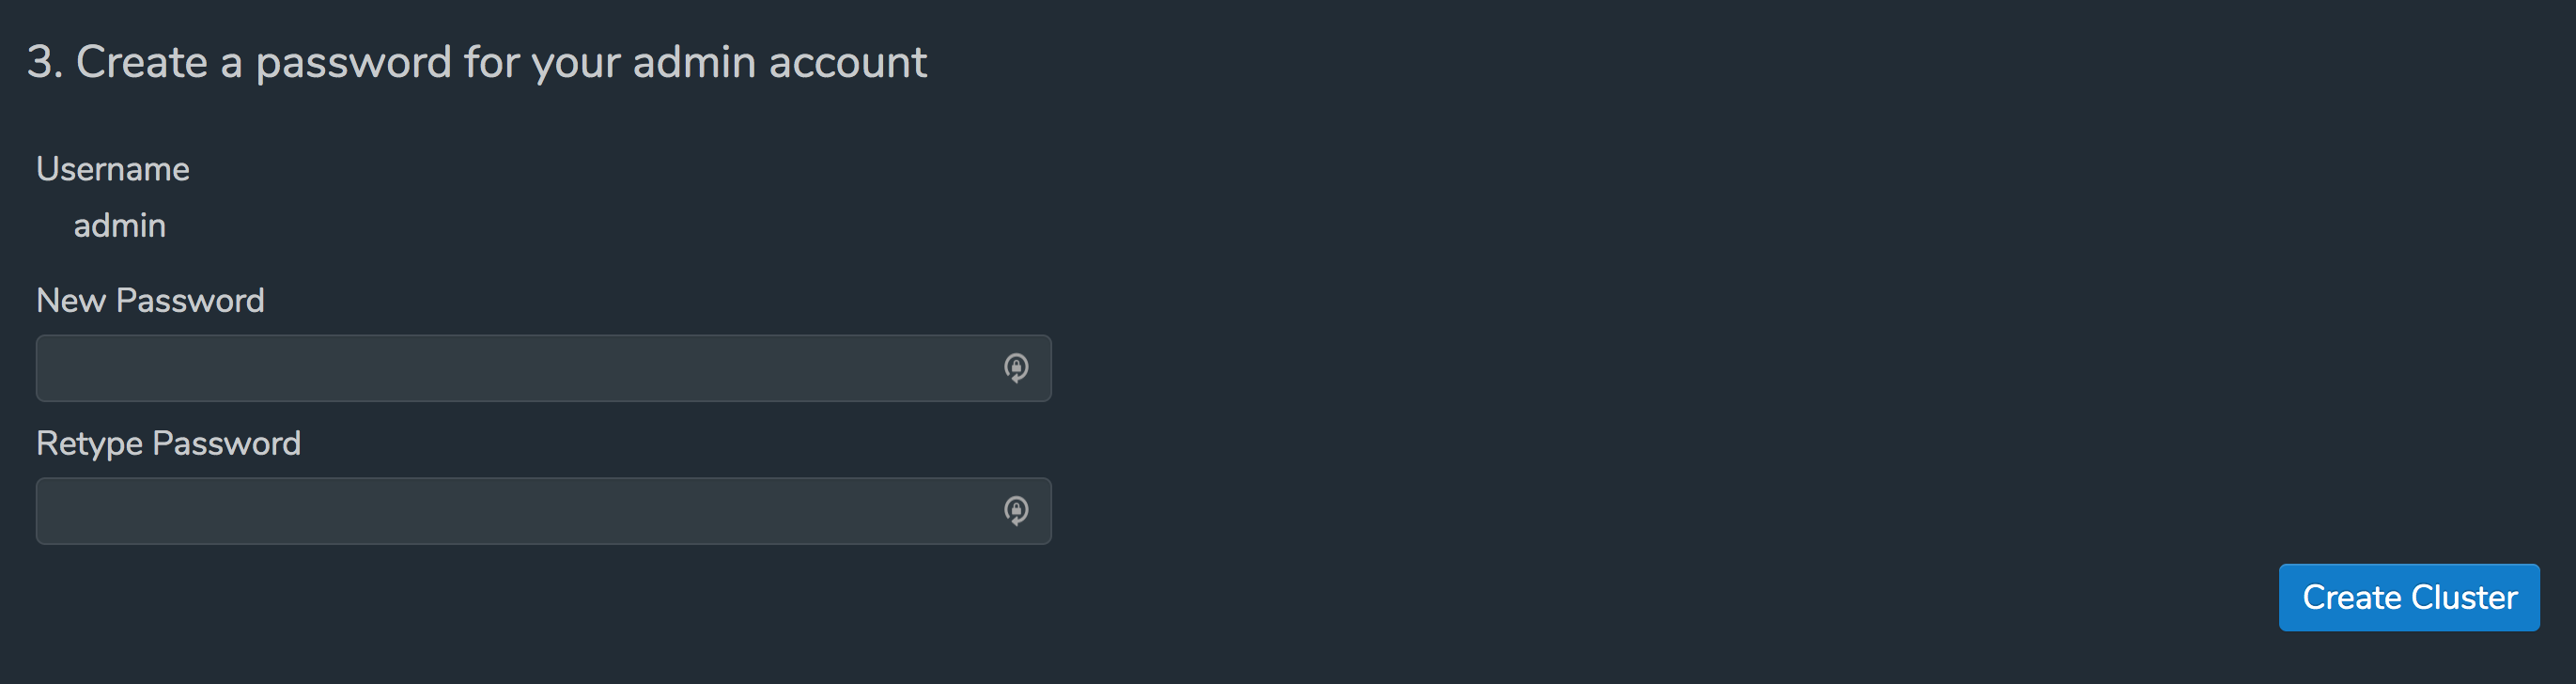 3. Create a password for your admin account
Username
admin
New Password
Retype Password
Create Cluster